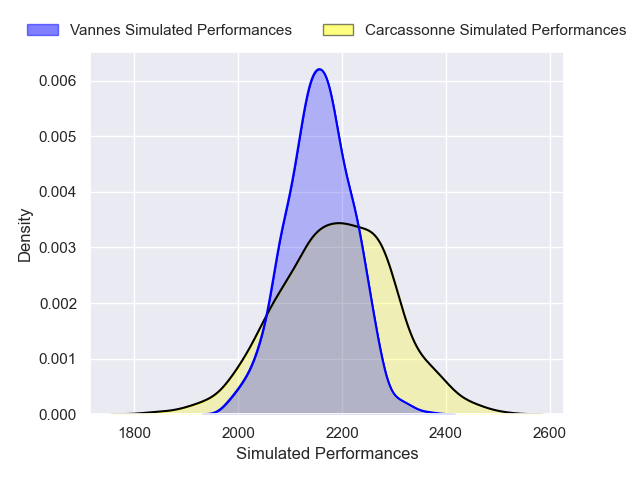 Vannes Simulated Performances Carcassonne Simulated Performances
0.006
0.005
0.004
0.003
0.002
0.001
0.000
Density
1800 2000 2200 2400 2600
Simulated Performances